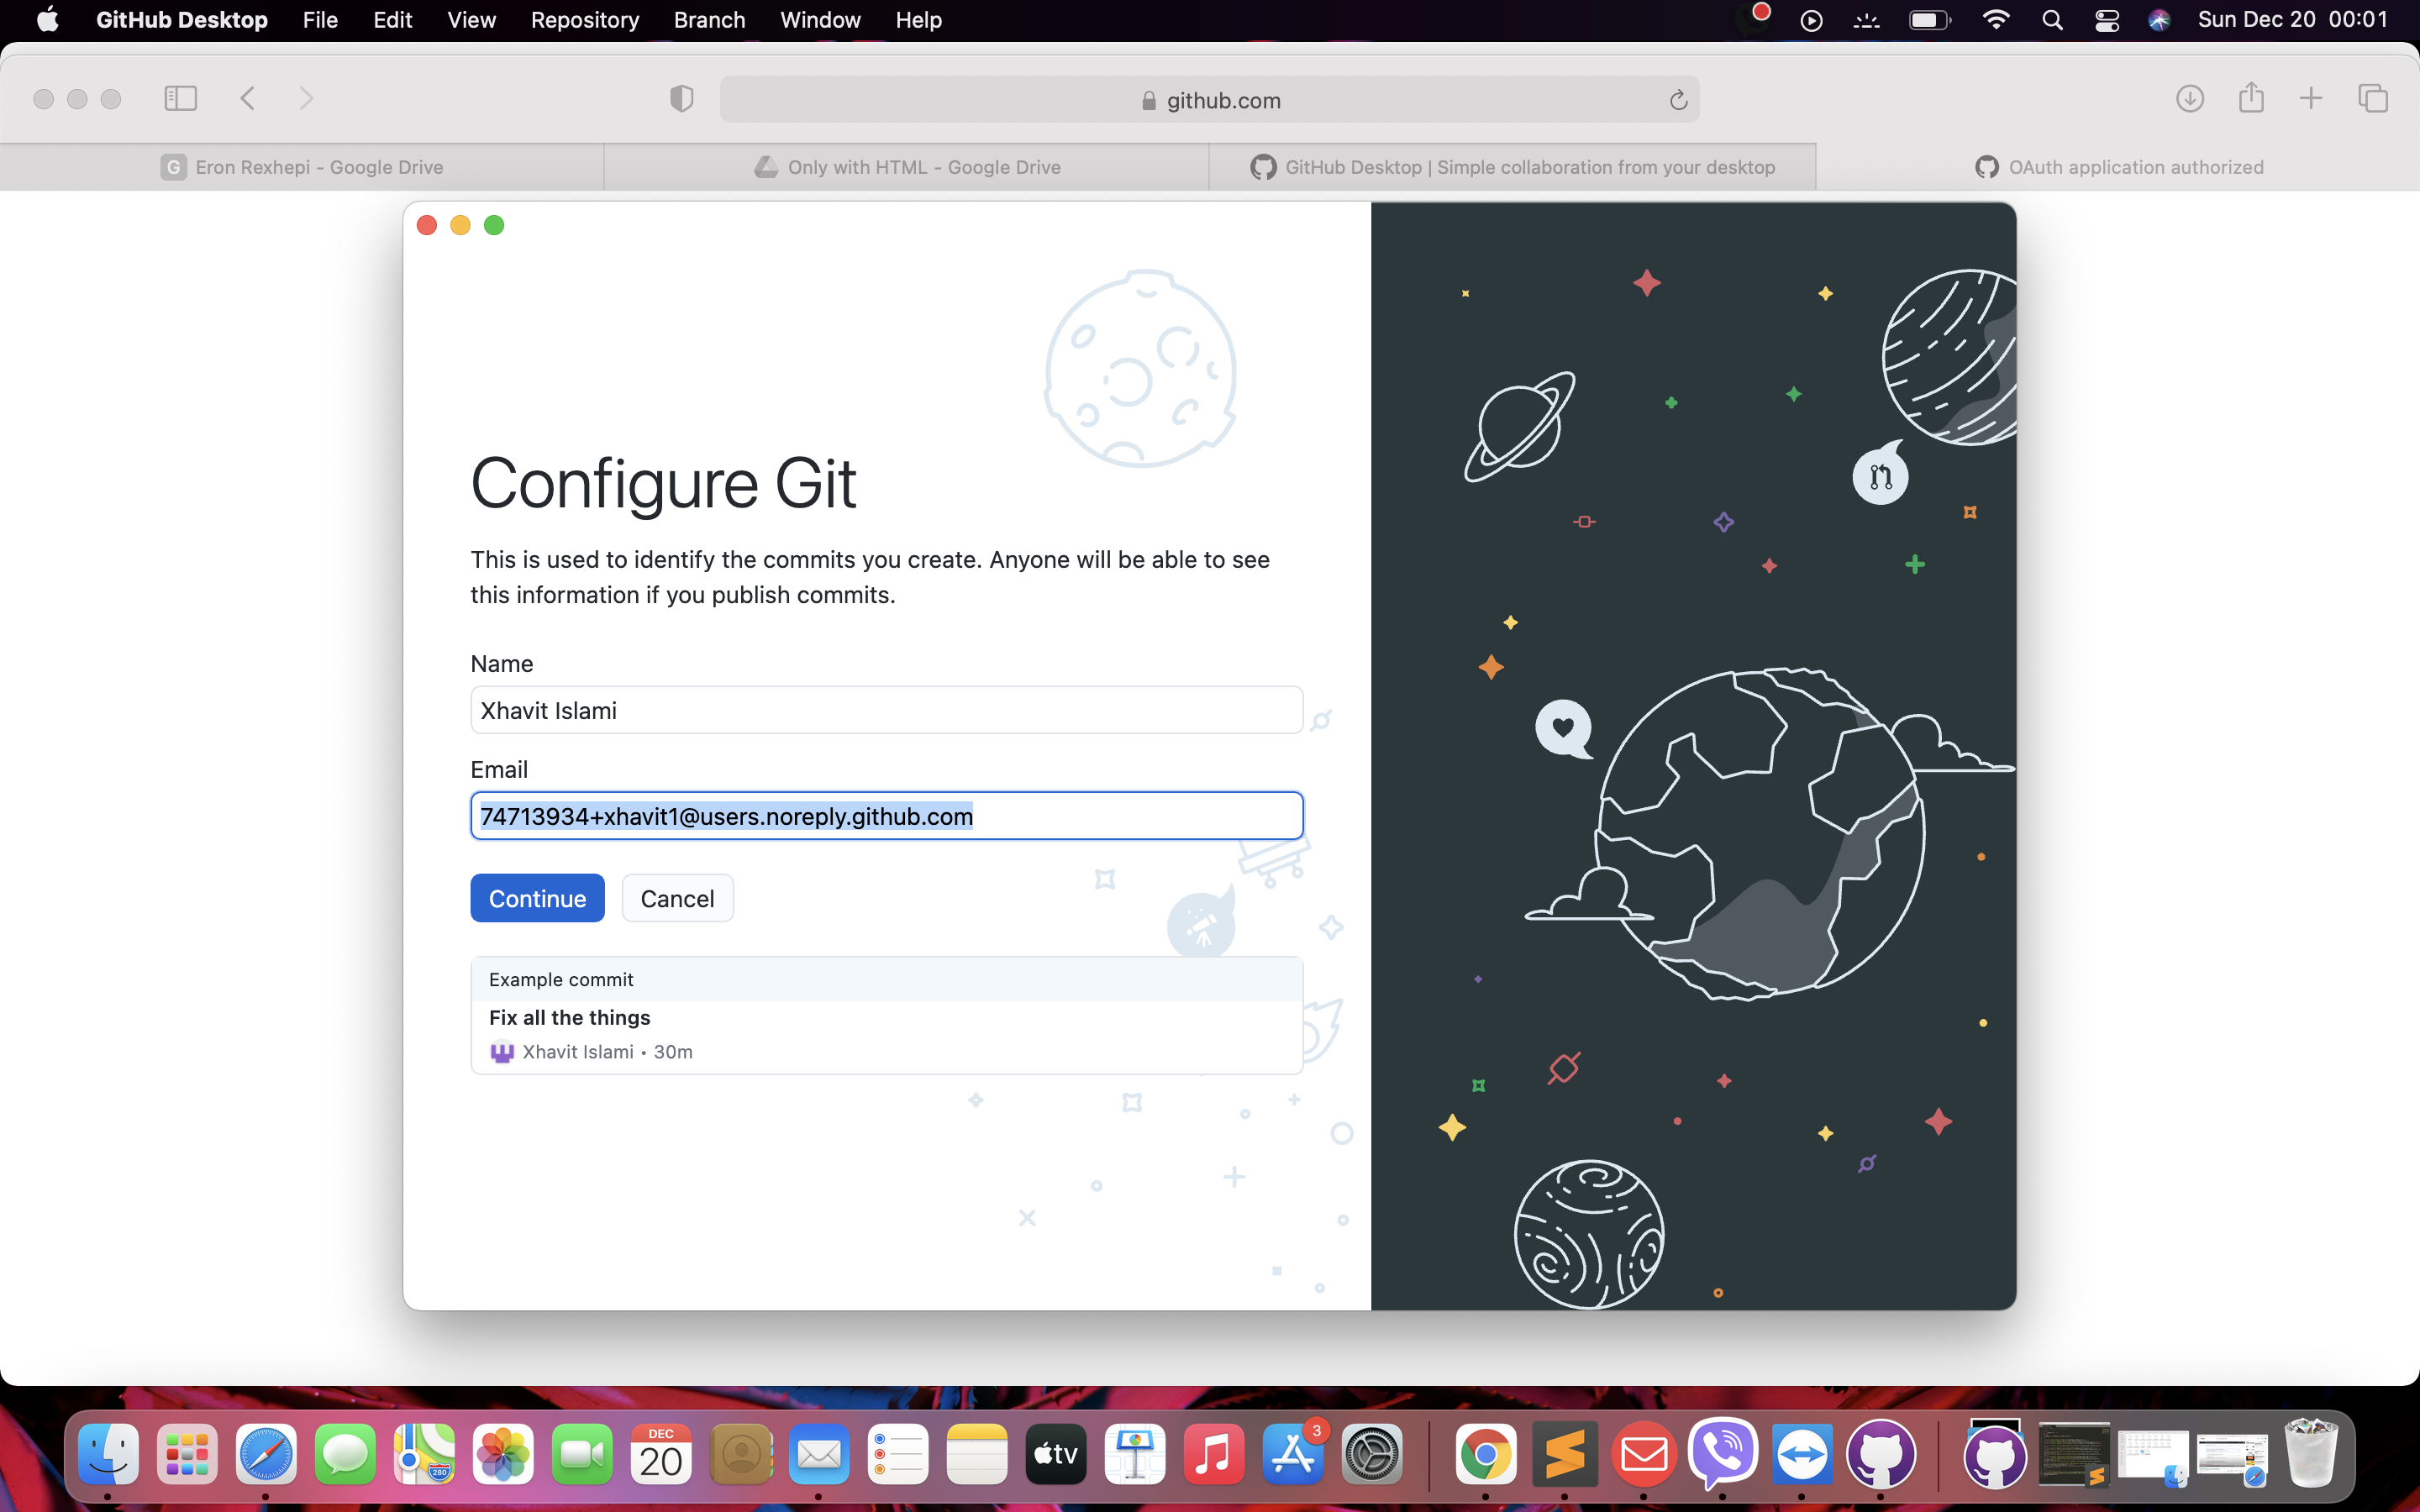 GitHub Desktop File Edit View Repository Branch Window Help Sun Dec 20 00:01
github.com
G Eron Rexhepi - Google Drive Only with HTML - Google Drive GitHub Desktop | Simple collaboration from your desktop OAuth application authorized
Configure Git
This is used to identify the commits you create. Anyone will be able to see
this information if you publish commits.
Name
Xhavit Islami
Email
74713934+xhavit1@users.noreply.github.com
Continue Cancel
Example commit
Fix all the things
Xhavit Islami • 30m
280
DEC
20
tv
3